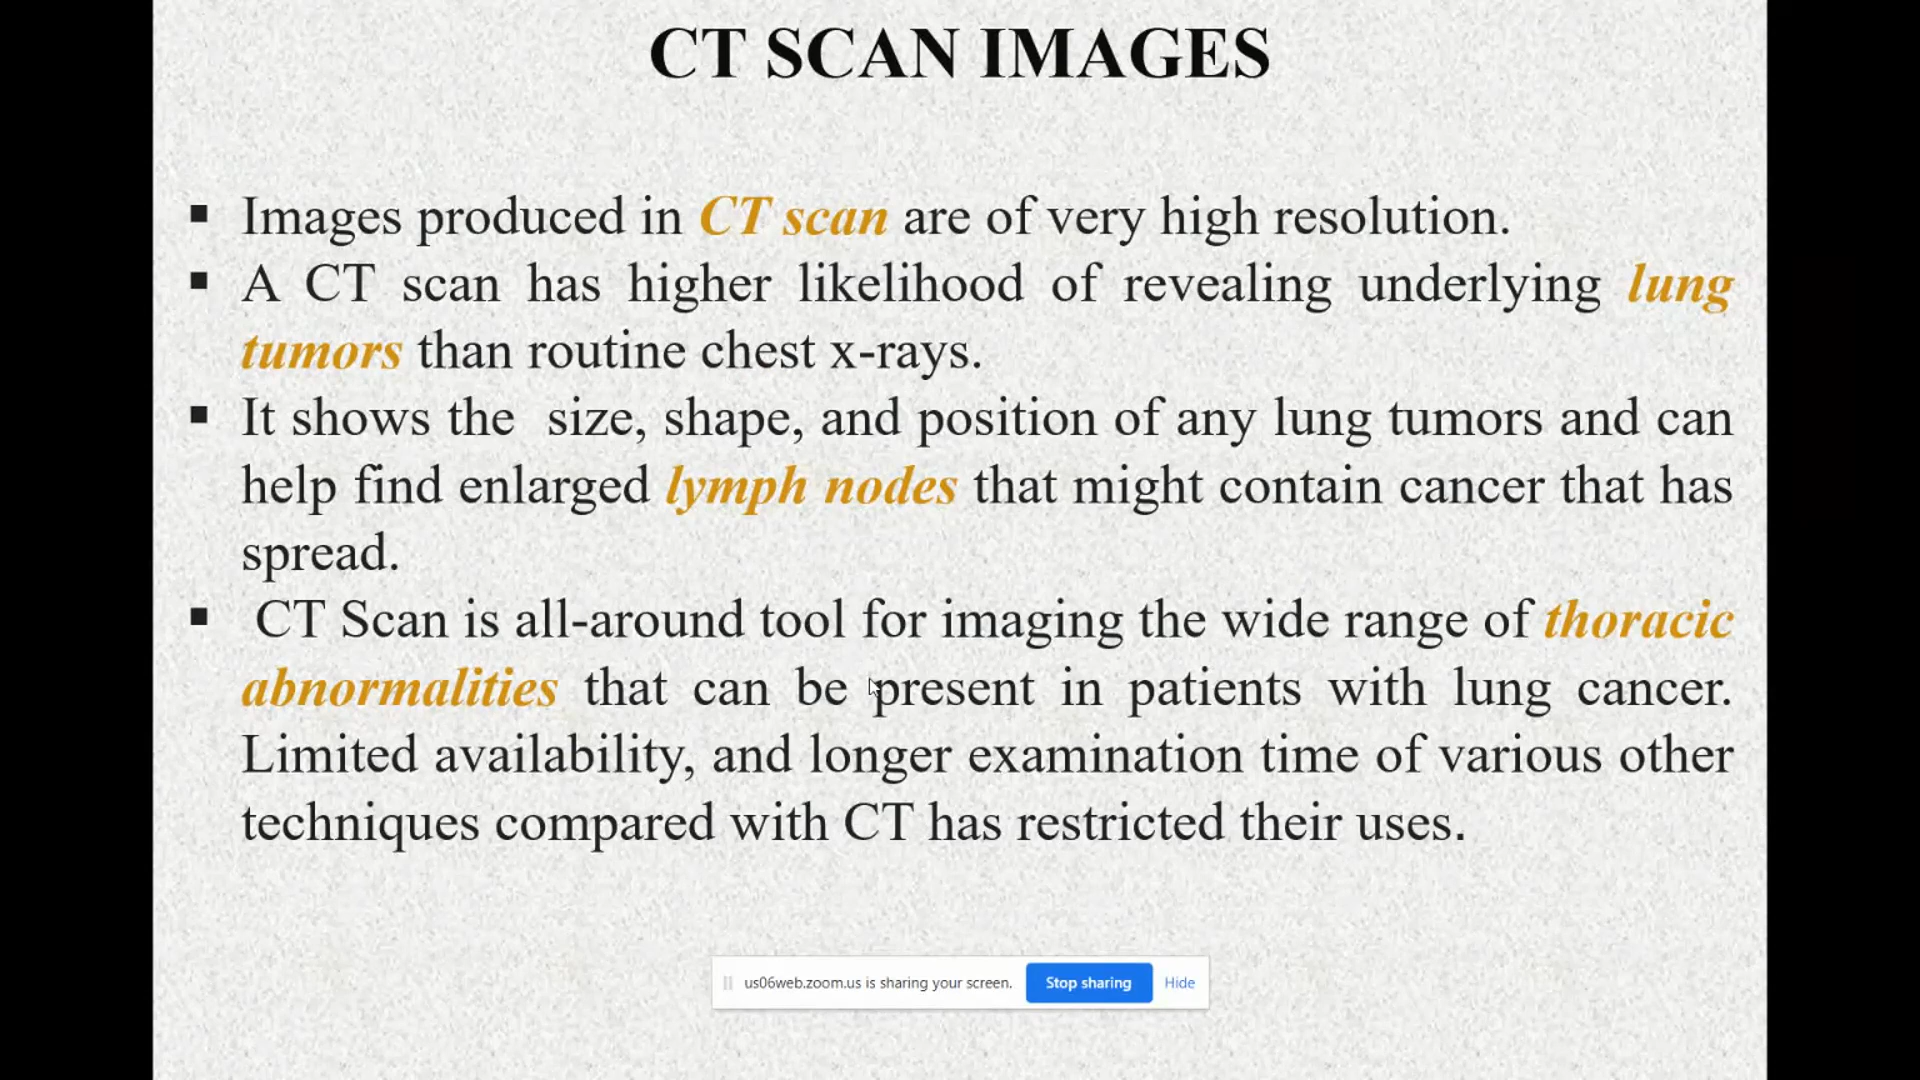 CT SCAN IMAGES
▪ Images produced in CT scan are of very high resolution.
▪ A CT scan has higher likelihood of revealing underlying lung
tumors than routine chest x-rays.
▪ It shows the size, shape, and position of any lung tumors and can
help find enlarged lymph nodes that might contain cancer that has
spread.
▪ CT Scan is all-around tool for imaging the wide range of thoracic
abnormalities that can be present in patients with lung cancer.
Limited availability, and longer examination time of various other
techniques compared with CT has restricted their uses.
us06web.zoom.us is sharing your screen. Stop sharing Hide